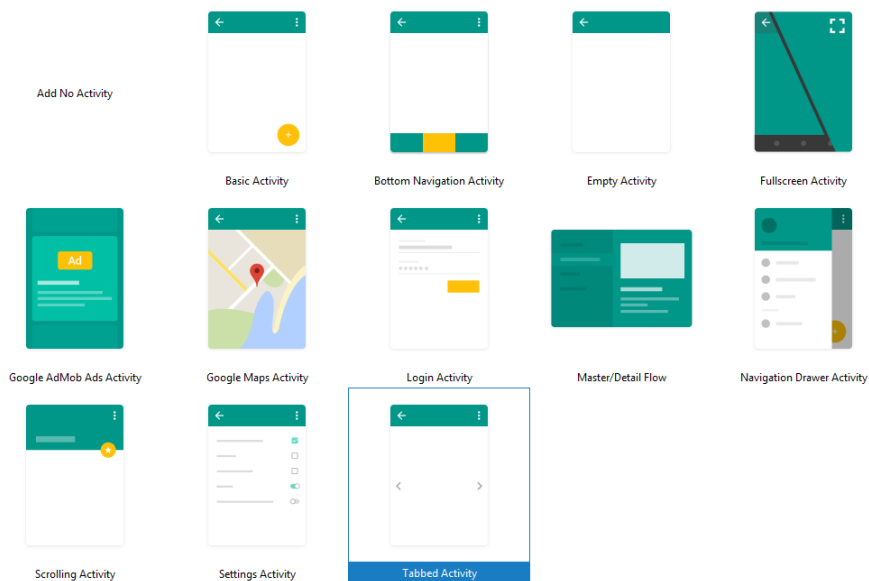 Add No Activity
Basic Activity
Bottom Navigation Activity
Empty Activity
Fullscreen Activity
Ad
Google AdMob Ads Activity
Google Maps Activity
Login Activity
Master/Detail Flow
Navigation Drawer Activity
Scrolling Activity
Settings Activity
Tabbed Activity